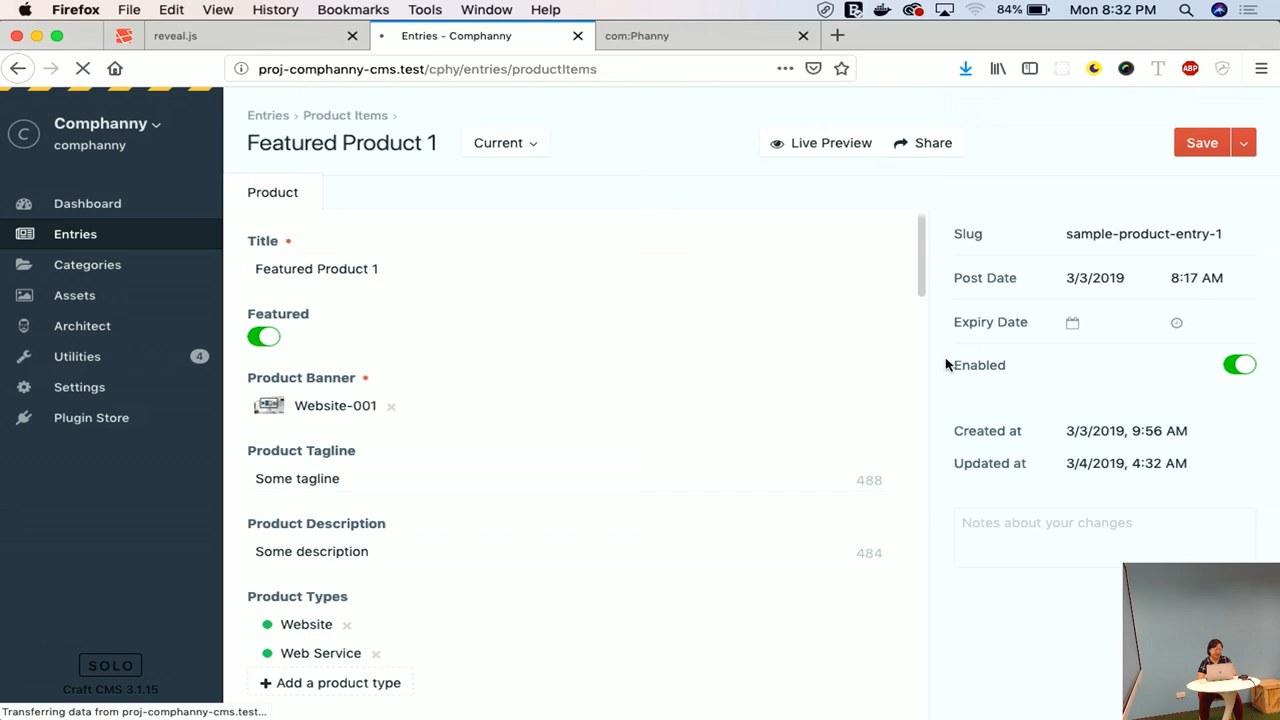 Firefox File Edit View History Bookmarks Tools Window Help 84% Mon 8:32 PM
reveal.js Entries - Comphanny com:Phanny
proj-comphanny-cms.test/cphy/entries/productItems
ABP
C
Comphanny
comphanny
Dashboard
Entries
Categories
Assets
Architect
Utilities 4
Settings
Plugin Store
SOLO
Craft CMS 3.1.15
Entries › Product Items ›
Featured Product 1 Current Live Preview Share Save
Product
Title
Featured Product 1
Featured
Product Banner
Website-001
Product Tagline
Some tagline 488
Product Description
Some description 484
Product Types
Website
Web Service
+ Add a product type
Slug sample-product-entry-1
Post Date 3/3/2019 8:17 AM
Expiry Date
Enabled
Created at 3/3/2019, 9:56 AM
Updated at 3/4/2019, 4:32 AM
Notes about your changes
Transferring data from proj-comphanny-cms.test...